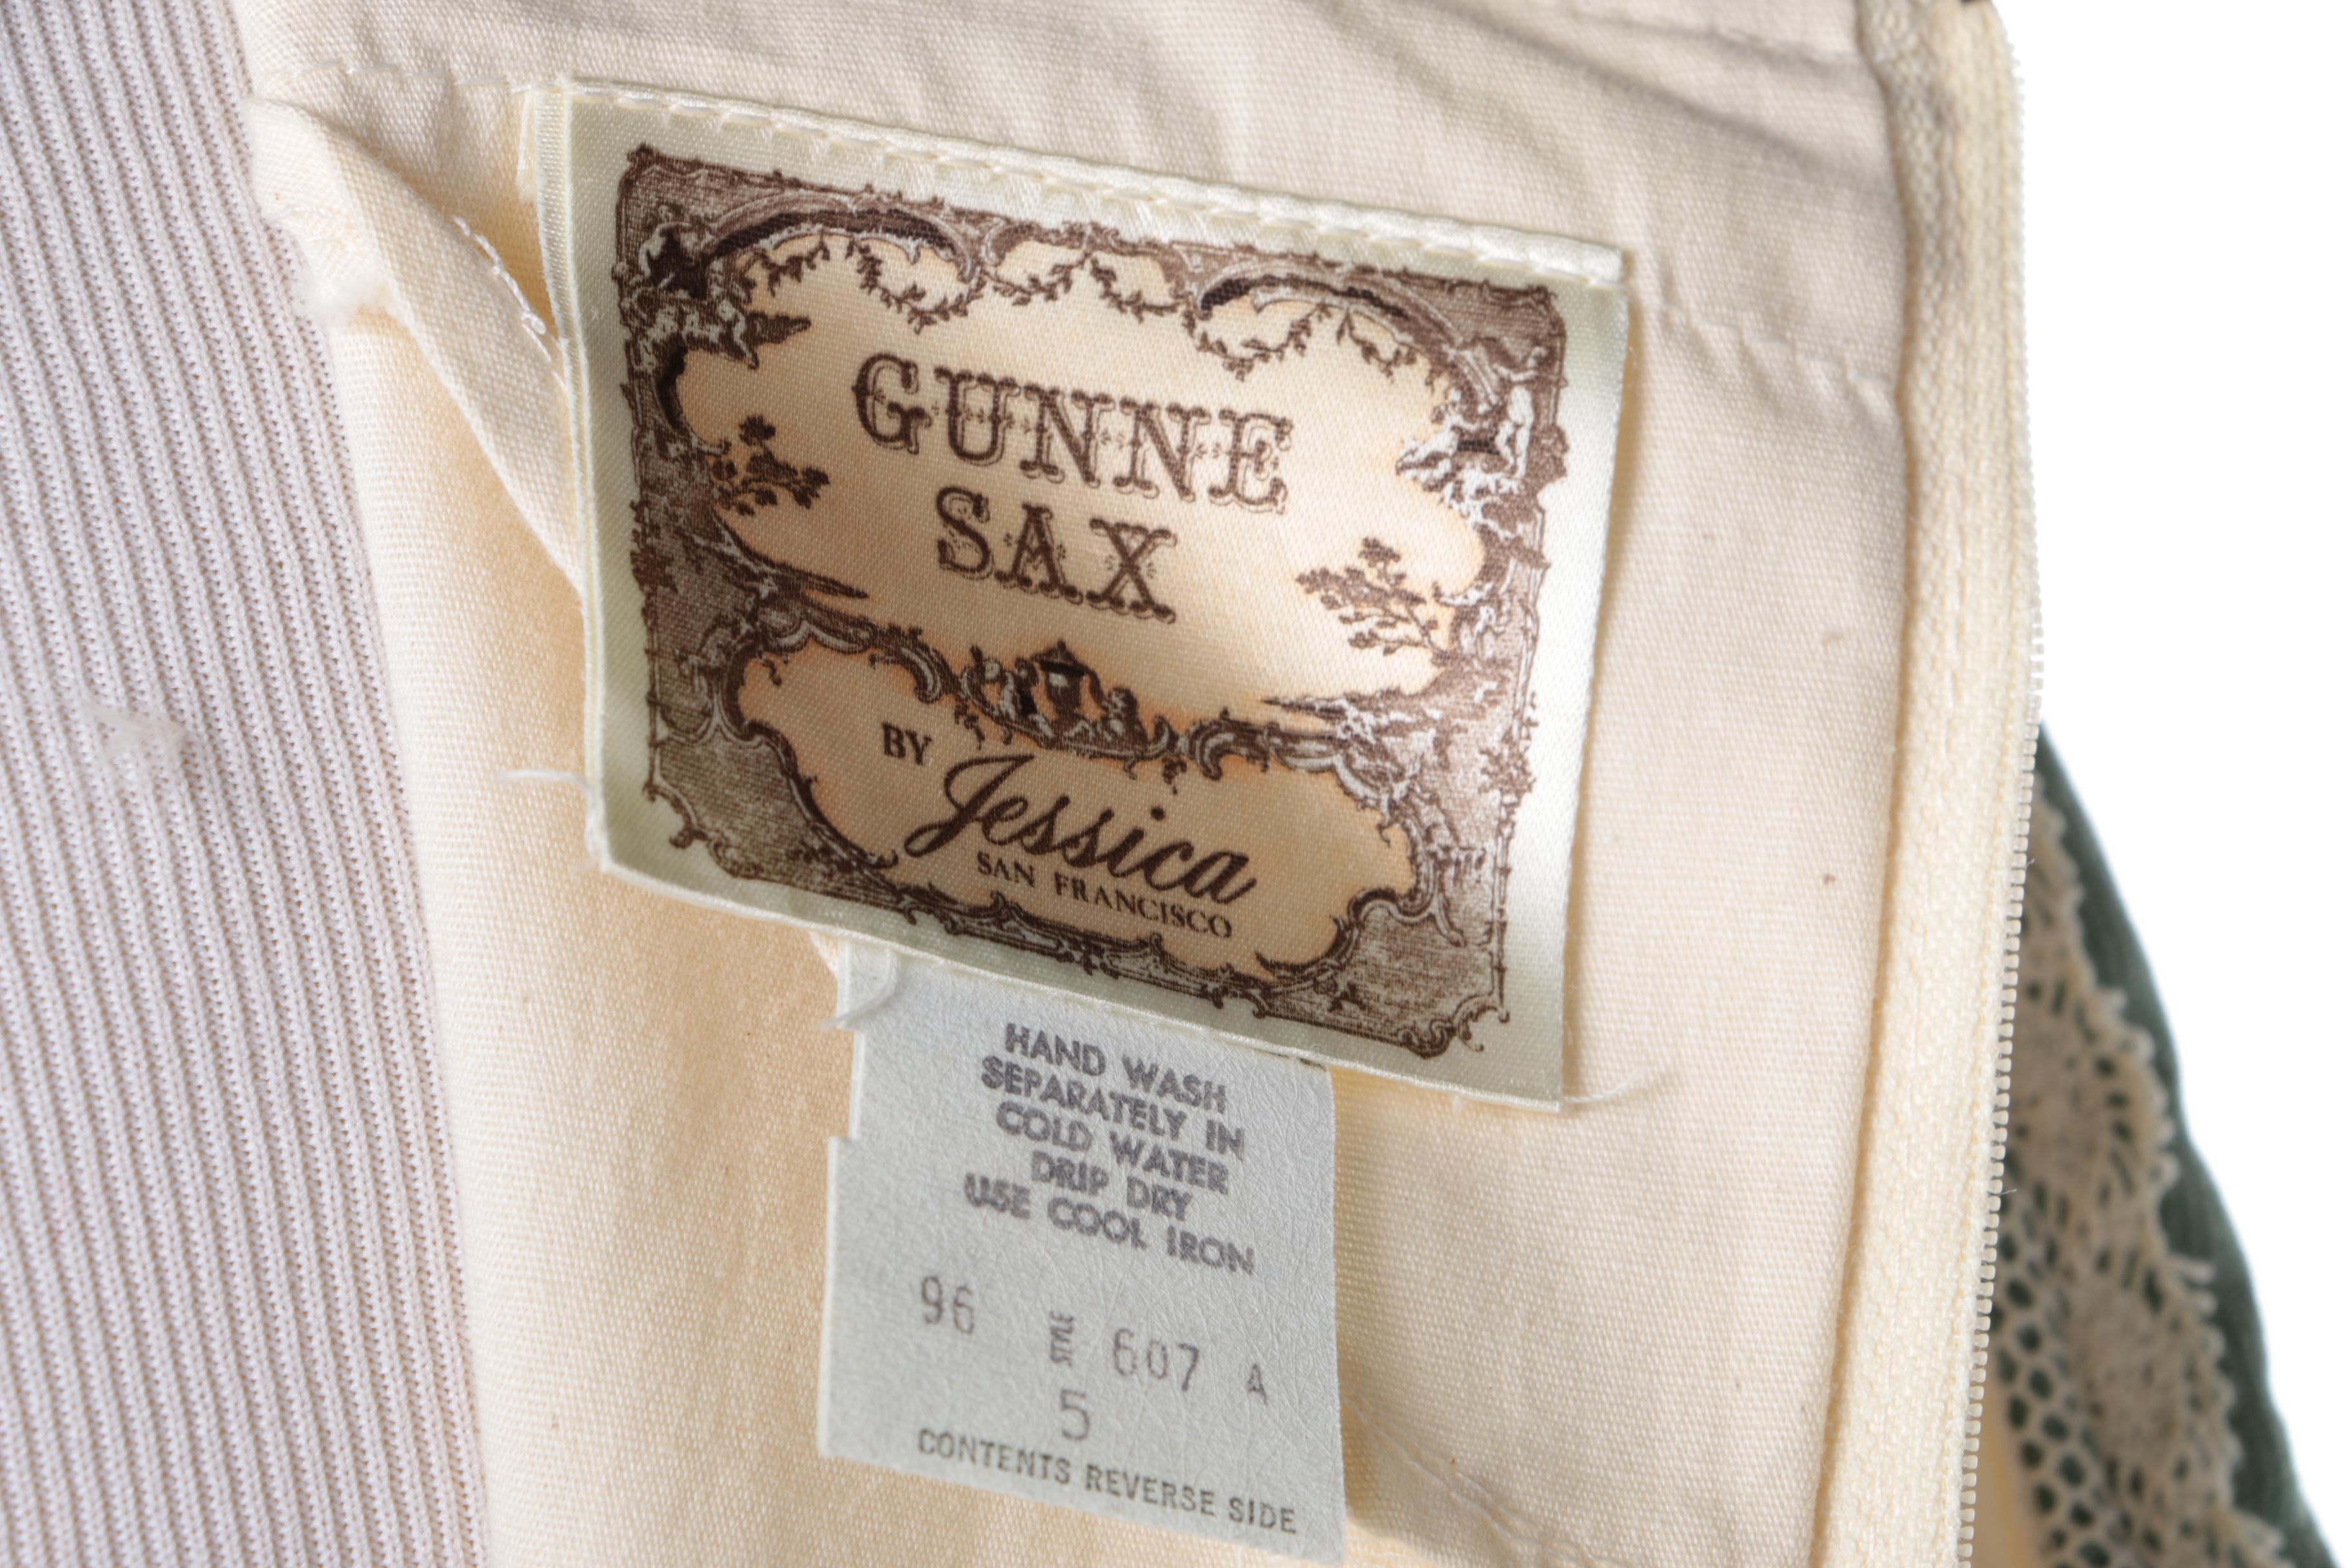 GUNNE
SAX
BY Jessica
SAN FRANCISCO
HAND WASH
SEPARATELY IN
COLD WATER
DRIP DRY
USE COOL IRON
96 STYLE 607 A
5
CONTENTS REVERSE SIDE